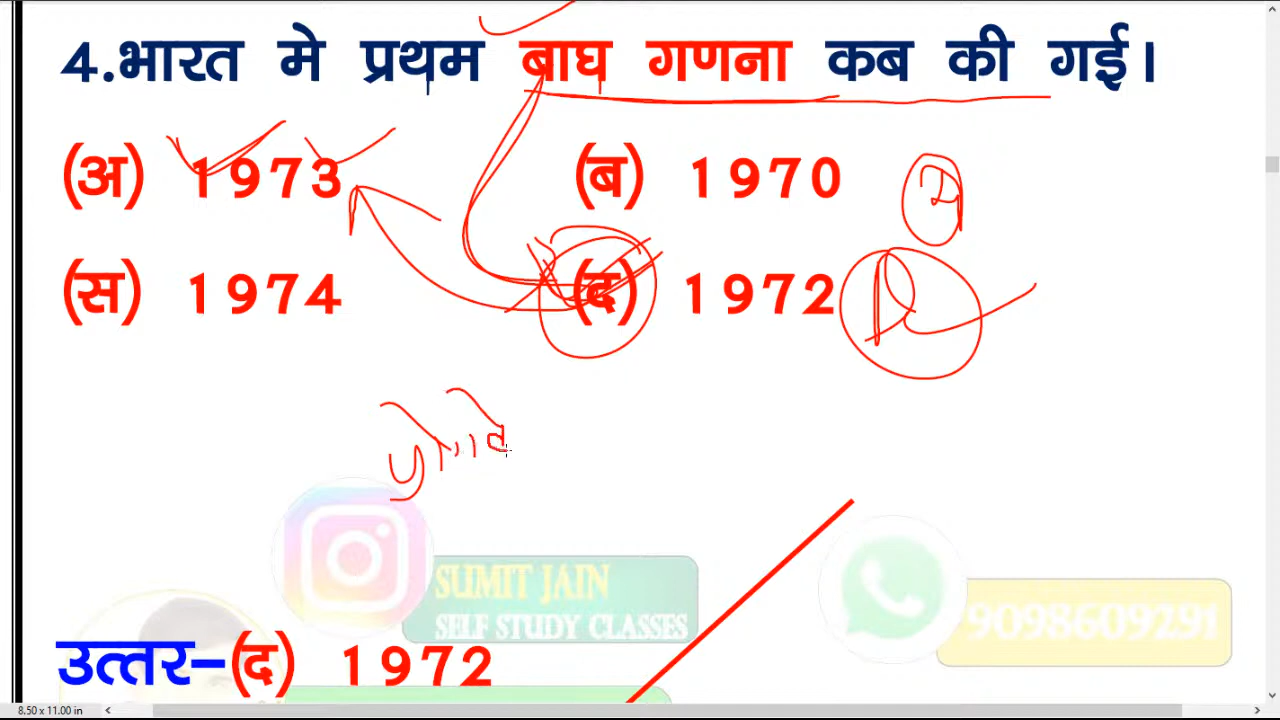 4.भारत मे प्रथम बाघ गणना कब की गई।
(अ) 1973 (ब) 1970
(स) 1974 (द) 1972
SUMIT JAIN
SELF STUDY CLASSES
9098609291
उत्तर-(द) 1972
8.50 x 11.00 in